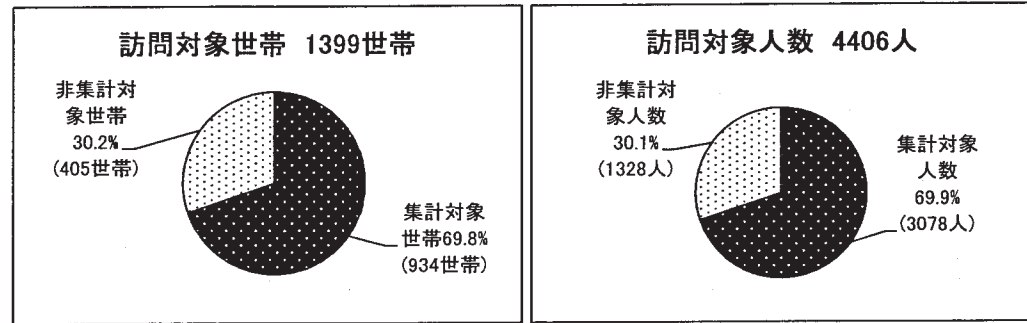 訪問対象世帯 1399世帯
非集計対
象世帯
30.2%
(405世帯)
集計対象
世帯69.8%
(934世帯)
訪問対象人数 4406人
非集計対
象人数
30.1%
(1328人)
集計対象
人数
69.9%
(3078人)